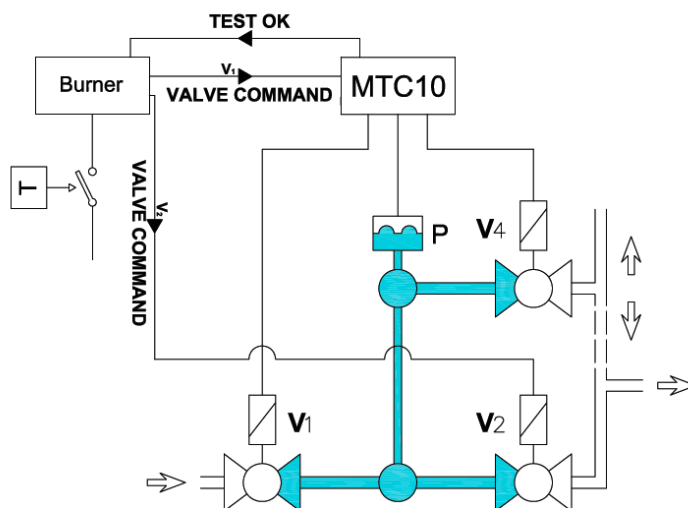 TEST OK
Burner
V1
VALVE COMMAND
MTC10
T
VALVE COMMAND
V2
P
V4
V1
V2